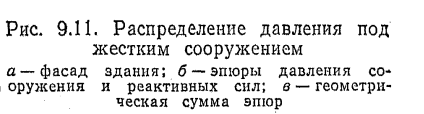 Рис. 9.11. Распределение давления под
жестким сооружением
а — фасад здания; б — эпюры давления со-
оружения и реактивных сил; в — геометри-
ческая сумма эпюр